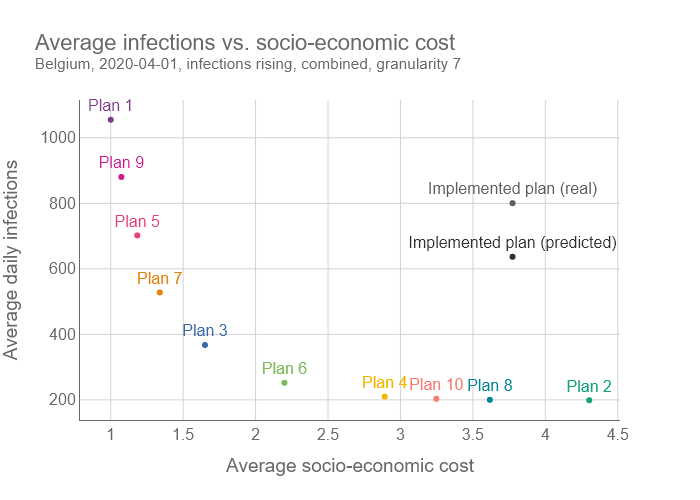 Average infections vs. socio-economic cost
Belgium, 2020-04-01, infections rising, combined, granularity 7
Plan 1
1000
Plan 9
Implemented plan (real)
800
Plan 5
Implemented plan (predicted)
600
Plan 7
Plan 3
400
Plan 6
Plan 4
Plan 10
Plan 8
Plan 2
200
Average daily infections
1
1.5
2
2.5
3
3.5
4
4.5
Average socio-economic cost